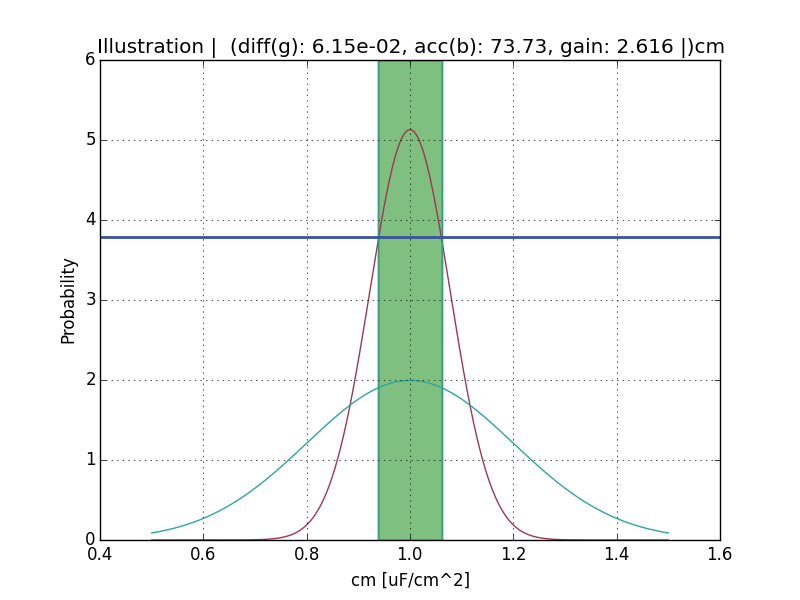 Illustration |  (diff(g): 6.15e-02, acc(b): 73.73, gain: 2.616 |)cm
6
5
4
3
2
1
0
Probability
0.4 0.6 0.8 1.0 1.2 1.4 1.6
cm [uF/cm^2]